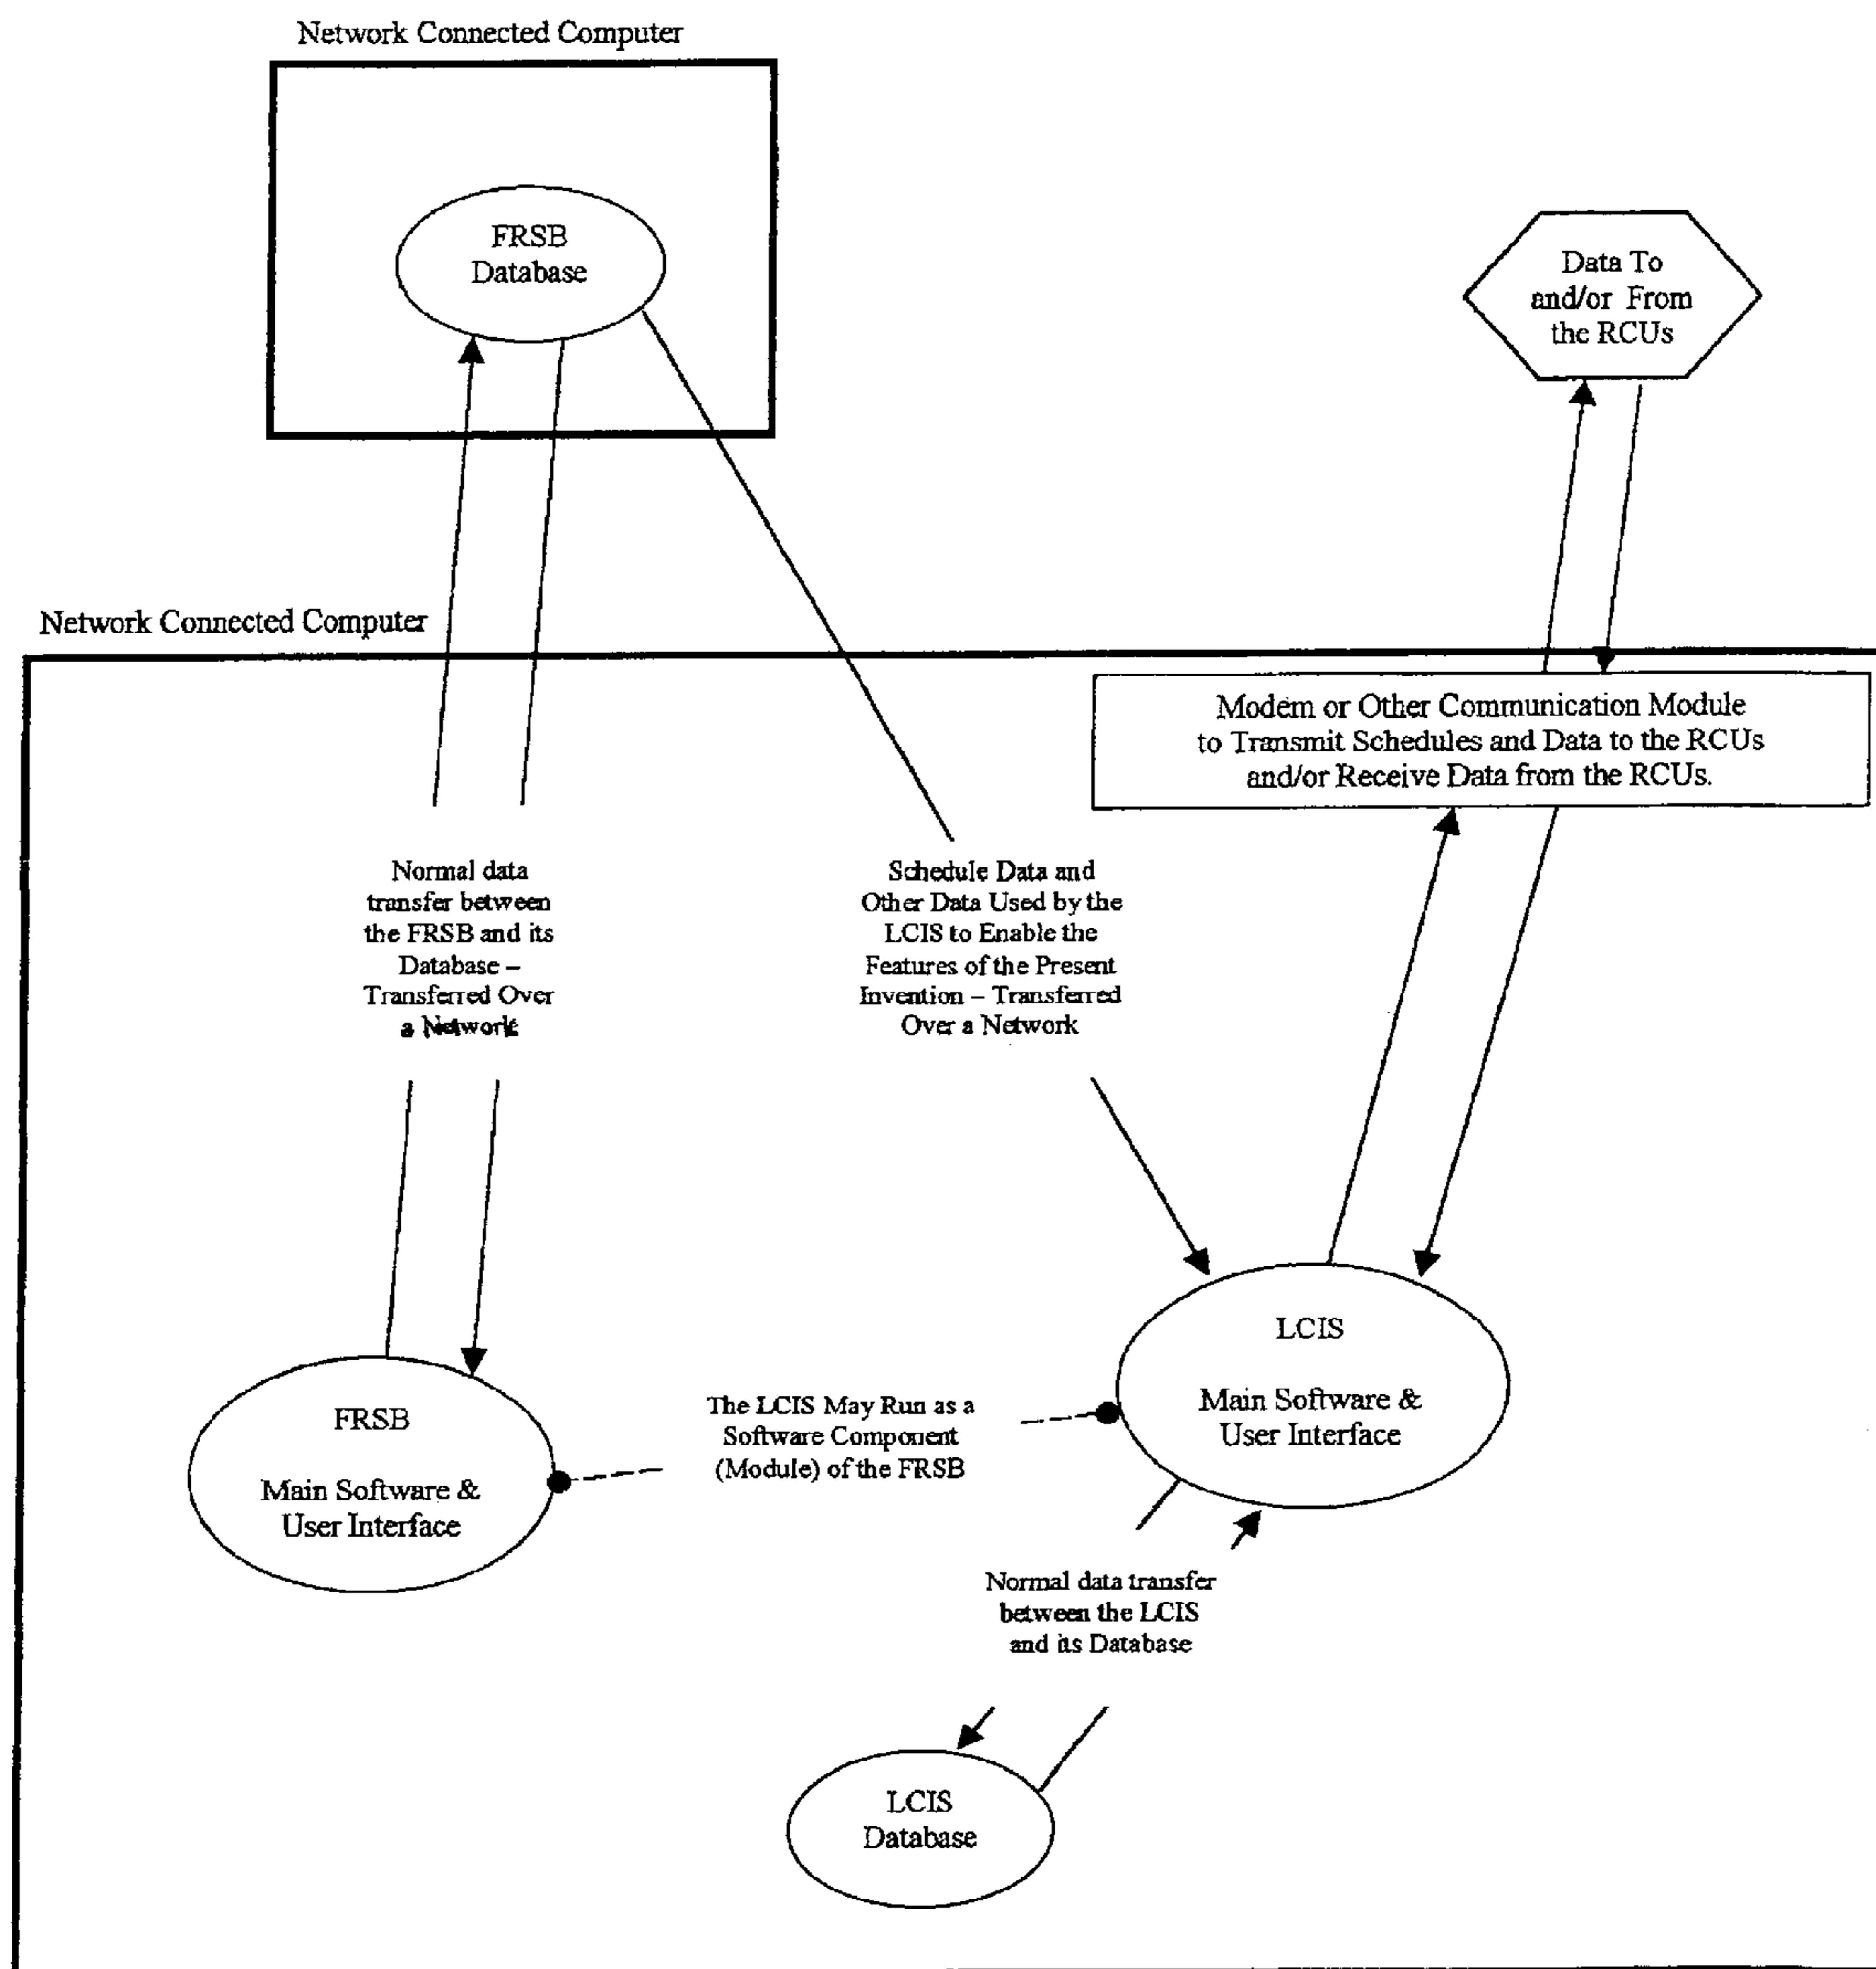 Network Connected Computer
FRSB
Database
Data To
and/or From
the RCUs
Network Connected Computer
Modem or Other Communication Module
to Transmit Schedules and Data to the RCUs
and/or Receive Data from the RCUs.
Normal data
transfer between
the FRSB and its
Database –
Transferred Over
a Network
Schedule Data and
Other Data Used by the
LCIS to Enable the
Features of the Present
Invention – Transferred
Over a Network
LCIS
Main Software &
User Interface
The LCIS May Run as a
Software Component
(Module) of the FRSB
FRSB
Main Software &
User Interface
Normal data transfer
between the LCIS
and its Database
LCIS
Database